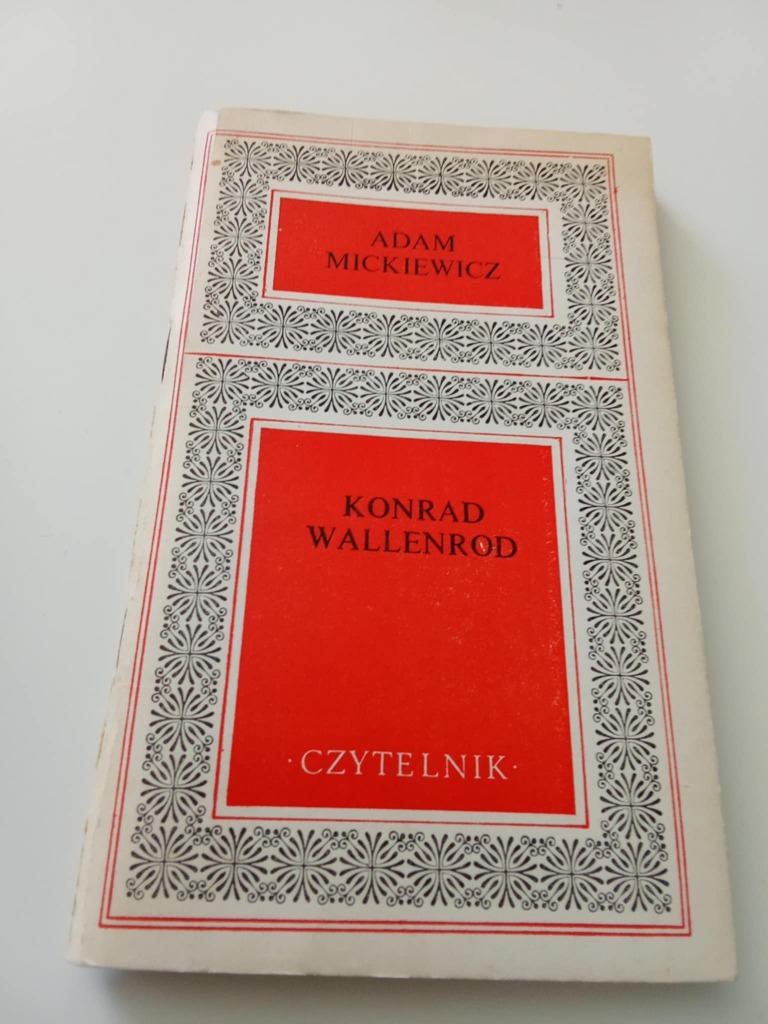 ADAM
MICKIEWICZ
KONRAD
WALLENROD
·CZYTELNIK·